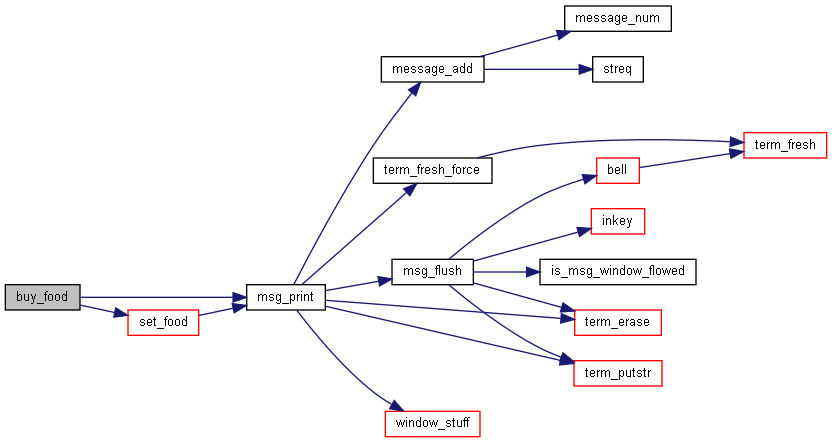 message_num
message_add
streq
term_fresh
term_fresh_force
bell
inkey
msg_flush
is_msg_window_flowed
buy_food
msg_print
set_food
term_erase
term_putstr
window_stuff